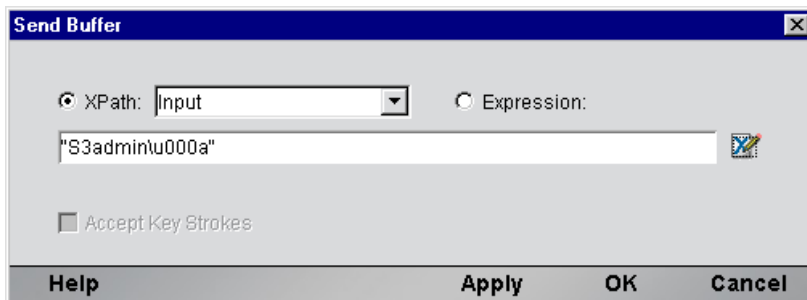 Send Buffer
XPath: Input Expression:
"S3admin\u000a"
Accept Key Strokes
Help Apply OK Cancel